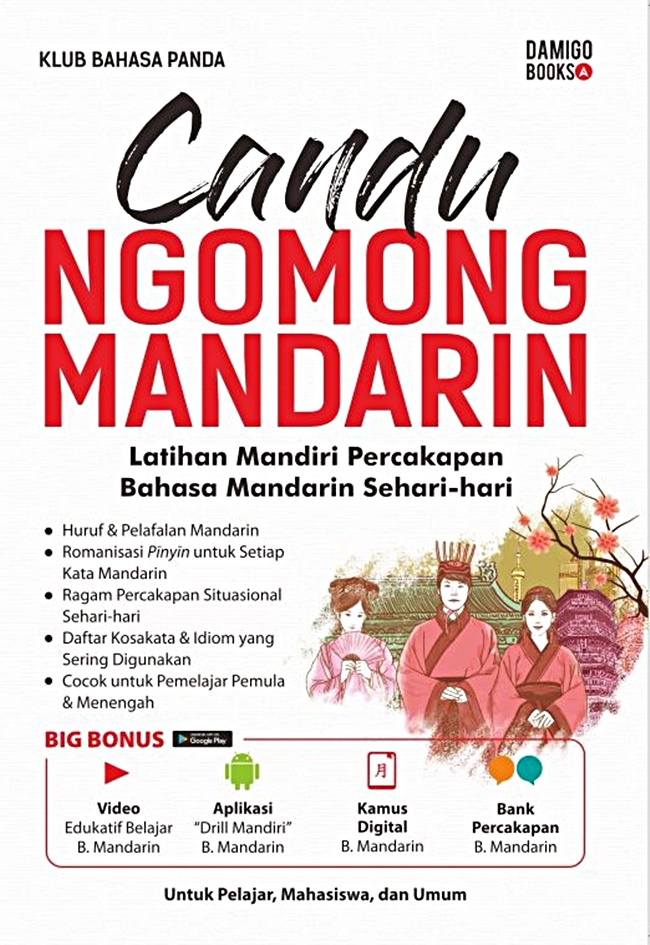 KLUB BAHASA PANDA
DAMIGO
BOOKS
Candu
NGOMONG
MANDARIN
Latihan Mandiri Percakapan
Bahasa Mandarin Sehari-hari
● Huruf & Pelafalan Mandarin
● Romanisasi Pinyin untuk Setiap
Kata Mandarin
● Ragam Percakapan Situasional
Sehari-hari
● Daftar Kosakata & Idiom yang
Sering Digunakan
● Cocok untuk Pemelajar Pemula
& Menengah
BIG BONUS
Google Play
月
Video
Edukatif Belajar
B. Mandarin
Aplikasi
“Drill Mandiri”
B. Mandarin
Kamus
Digital
B. Mandarin
Bank
Percakapan
B. Mandarin
Untuk Pelajar, Mahasiswa, dan Umum